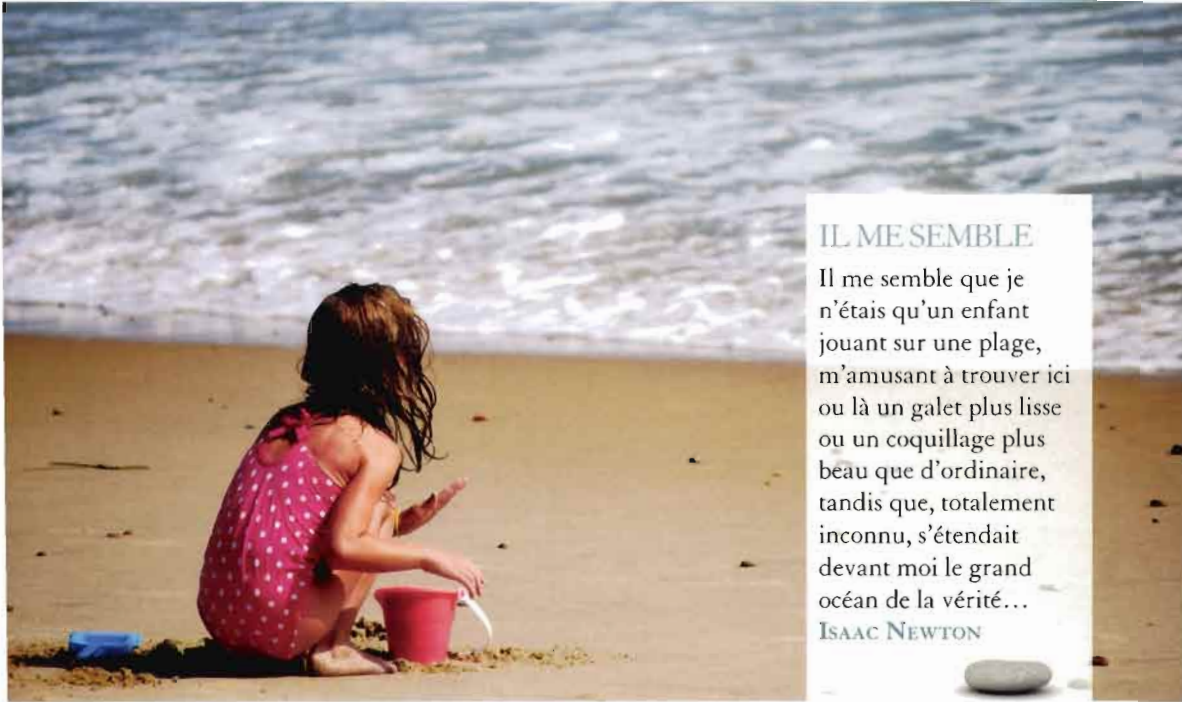 IL ME SEMBLE
Il me semble que je
n'étais qu'un enfant
jouant sur une plage,
m'amusant à trouver ici
ou là un galet plus lisse
ou un coquillage plus
beau que d'ordinaire,
tandis que, totalement
inconnu, s'étendait
devant moi le grand
océan de la vérité...
ISAAC NEWTON